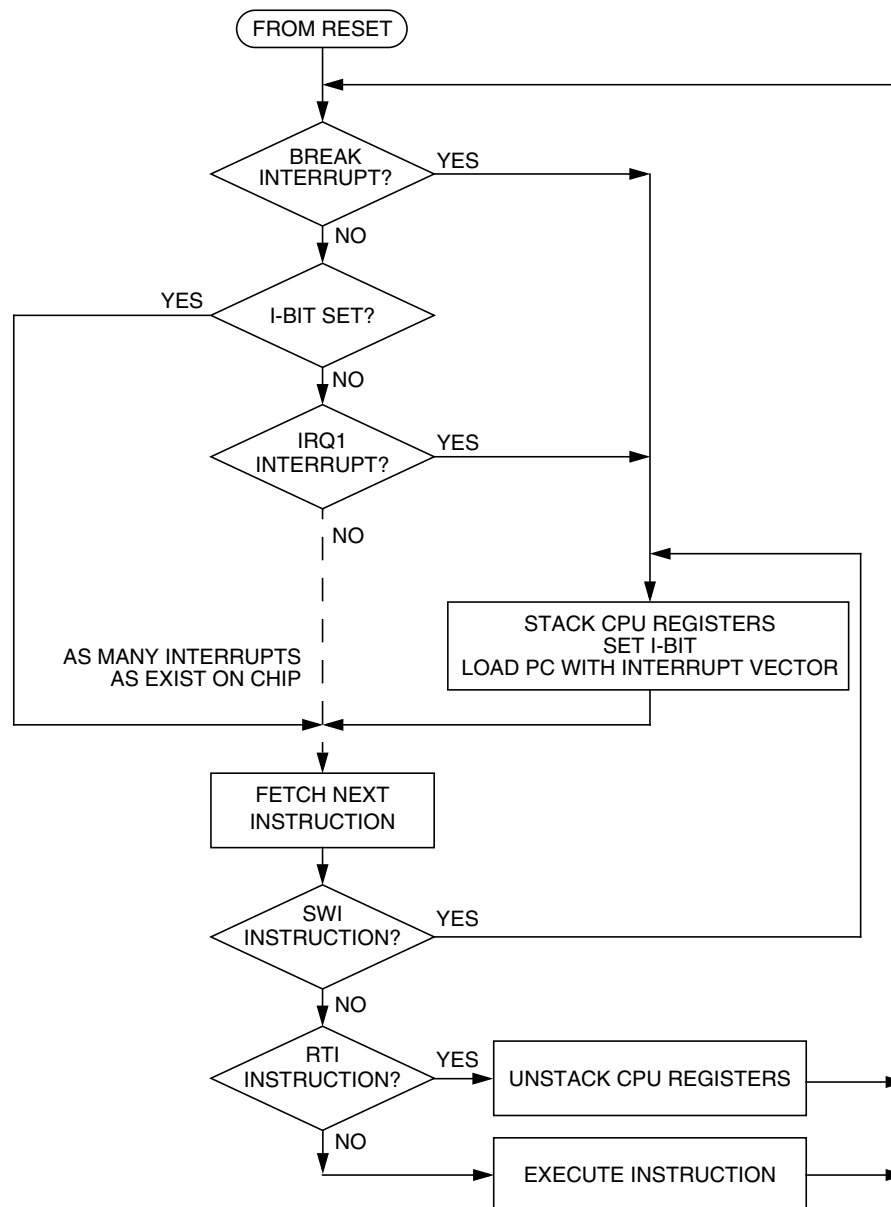 FROM RESET
BREAK
INTERRUPT?
YES
NO
YES
I-BIT SET?
NO
IRQ1
INTERRUPT?
YES
NO
STACK CPU REGISTERS
SET I-BIT
LOAD PC WITH INTERRUPT VECTOR
AS MANY INTERRUPTS
AS EXIST ON CHIP
FETCH NEXT
INSTRUCTION
SWI
INSTRUCTION?
YES
NO
RTI
INSTRUCTION?
YES
UNSTACK CPU REGISTERS
NO
EXECUTE INSTRUCTION